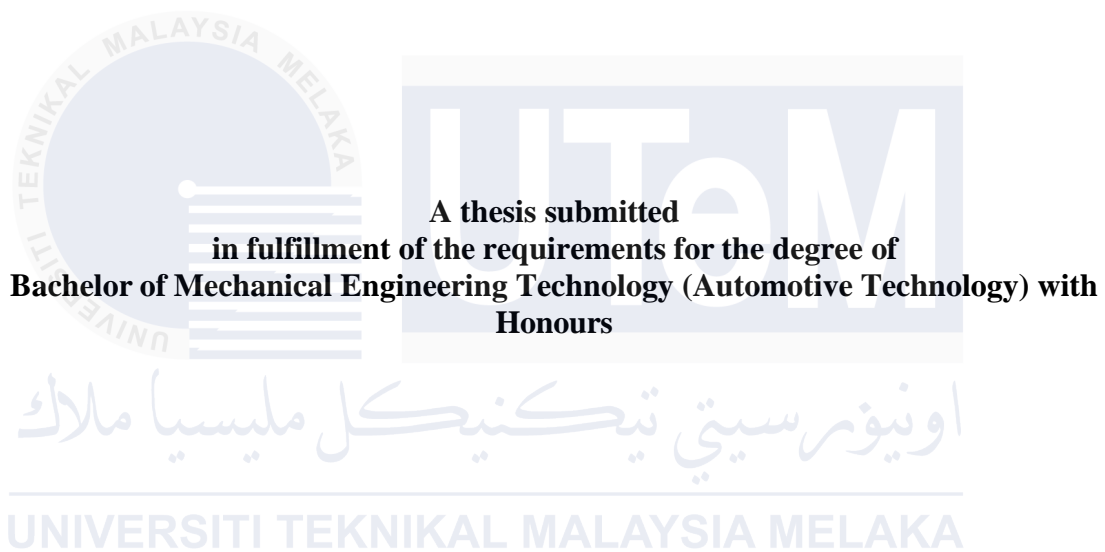 UNIVERSITI TEKNIKAL MALAYSIA MELAKA
UTeM
A thesis submitted
in fulfillment of the requirements for the degree of
Bachelor of Mechanical Engineering Technology (Automotive Technology) with
Honours
اونيۏرسيتي تيكنيكل مليسيا ملاك
UNIVERSITI TEKNIKAL MALAYSIA MELAKA